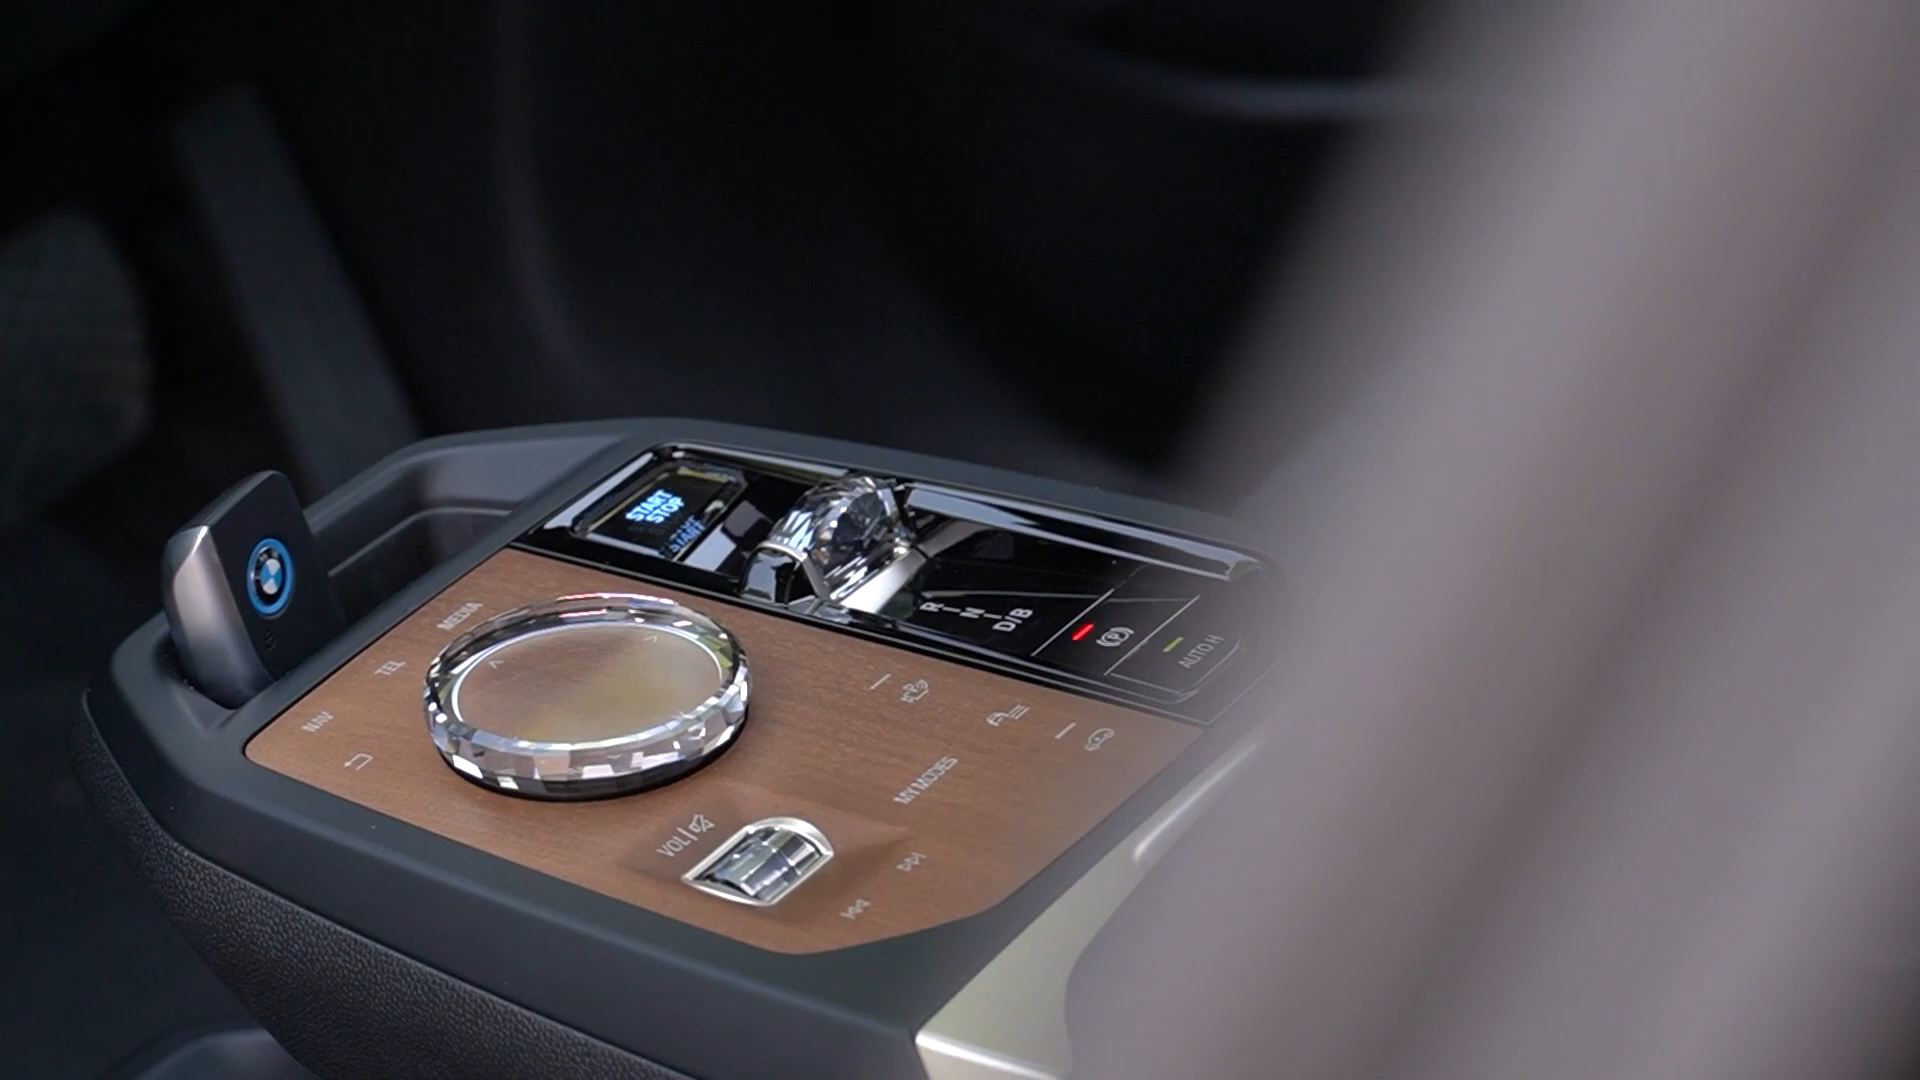 START
STOP
R
N
D/B
(P)
AUTO H
MEDIA
TEL
NAV
MY MODES
VOL